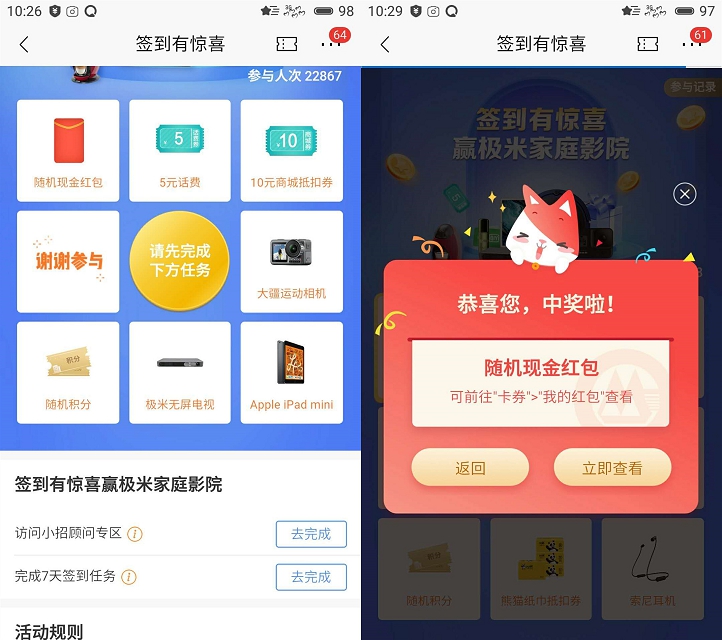 10:26
98
签到有惊喜
64
参与人次 22867
随机现金红包
5
5元话费
¥10
10元商城抵扣券
谢谢参与
请先完成
下方任务
大疆运动相机
积分
随机积分
极米无屏电视
Apple iPad mini
签到有惊喜赢极米家庭影院
访问小招顾问专区
去完成
完成7天签到任务
去完成
活动规则
10:29
97
签到有惊喜
61
参与记录
签到有惊喜
赢极米家庭影院
恭喜您，中奖啦！
随机现金红包
可前往"卡券">"我的红包"查看
返回
立即查看
随机积分
熊猫纸巾抵扣券
索尼耳机